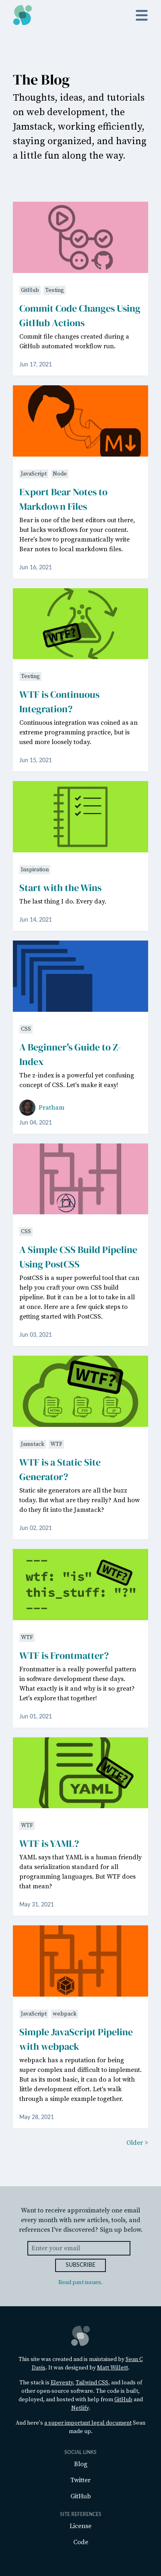 The Blog
Thoughts, ideas, and tutorials
on web development, the
Jamstack, working efficiently,
staying organized, and having
a little fun along the way.
GitHub Testing
Commit Code Changes Using
GitHub Actions
Commit file changes created during a
GitHub automated workflow run.
Jun 17, 2021
JavaScript Node
Export Bear Notes to
Markdown Files
Bear is one of the best editors out there,
but lacks workflows for your content.
Here's how to programmatically write
Bear notes to local markdown files.
Jun 16, 2021
WTF?
Testing
WTF is Continuous
Integration?
Continuous integration was coined as an
extreme programming practice, but is
used more loosely today.
Jun 15, 2021
Inspiration
Start with the Wins
The last thing I do. Every day.
Jun 14, 2021
CSS
A Beginner's Guide to Z-
Index
The z-index is a powerful yet confusing
concept of CSS. Let's make it easy!
Pratham
Jun 04, 2021
CSS
A Simple CSS Build Pipeline
Using PostCSS
PostCSS is a super powerful tool that can
help you craft your own CSS build
pipeline. But it can be a lot to take in all
at once. Here are a few quick steps to
getting started with PostCSS.
Jun 03, 2021
WTF?
Jamstack WTF
WTF is a Static Site
Generator?
Static site generators are all the buzz
today. But what are they really? And how
do they fit into the Jamstack?
Jun 02, 2021
---
wtf: "is"
this_stuff: "?"
---
WTF?
WTF
WTF is Frontmatter?
Frontmatter is a really powerful pattern
in software development these days.
What exactly is it and why is it so great?
Let's explore that together!
Jun 01, 2021
YAML
WTF?
WTF
WTF is YAML?
YAML says that YAML is a human friendly
data serialization standard for all
programming languages. But WTF does
that mean?
May 31, 2021
JavaScript webpack
Simple JavaScript Pipeline
with webpack
webpack has a reputation for being
super complex and difficult to implement.
But as its most basic, it can do a lot with
little development effort. Let's walk
through a simple example together.
May 28, 2021
Older >
Want to receive approximately one email
every month with new articles, tools, and
references I've discovered? Sign up below.
Enter your email
SUBSCRIBE
Read past issues.
This site was created and is maintained by Sean C
Davis. It was designed by Matt Willett.
The stack is Eleventy, Tailwind CSS, and loads of
other open-source software. The code is built,
deployed, and hosted with help from GitHub and
Netlify.
And here's a super important legal document Sean
made up.
SOCIAL LINKS
Blog
Twitter
GitHub
SITE REFERENCES
License
Code